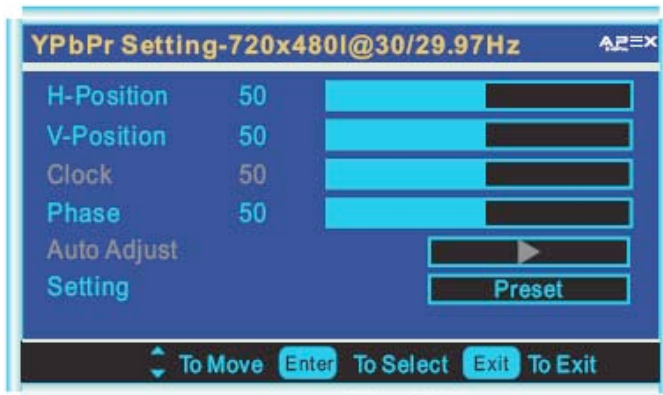 YPbPr Setting-720x480I@30/29.97Hz APEX
H-Position 50
V-Position 50
Clock 50
Phase 50
Auto Adjust
Setting Preset
To Move Enter To Select Exit To Exit